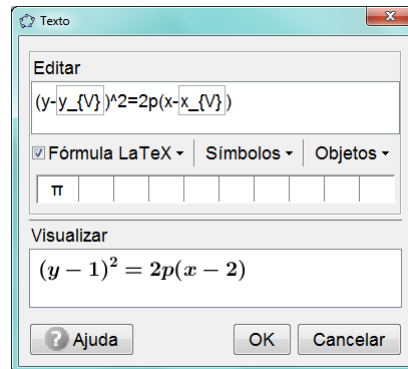 Texto
Editar
(y-y_{V})^2=2p(x-x_{V})
Fórmula LaTeX Símbolos Objetos
π
Visualizar
(y − 1)² = 2p(x − 2)
? Ajuda OK Cancelar